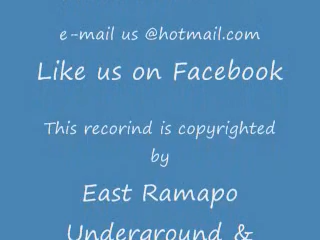 e-mail us @hotmail.com
Like us on Facebook
This recorind is copyrighted
by
East Ramapo
Underground &